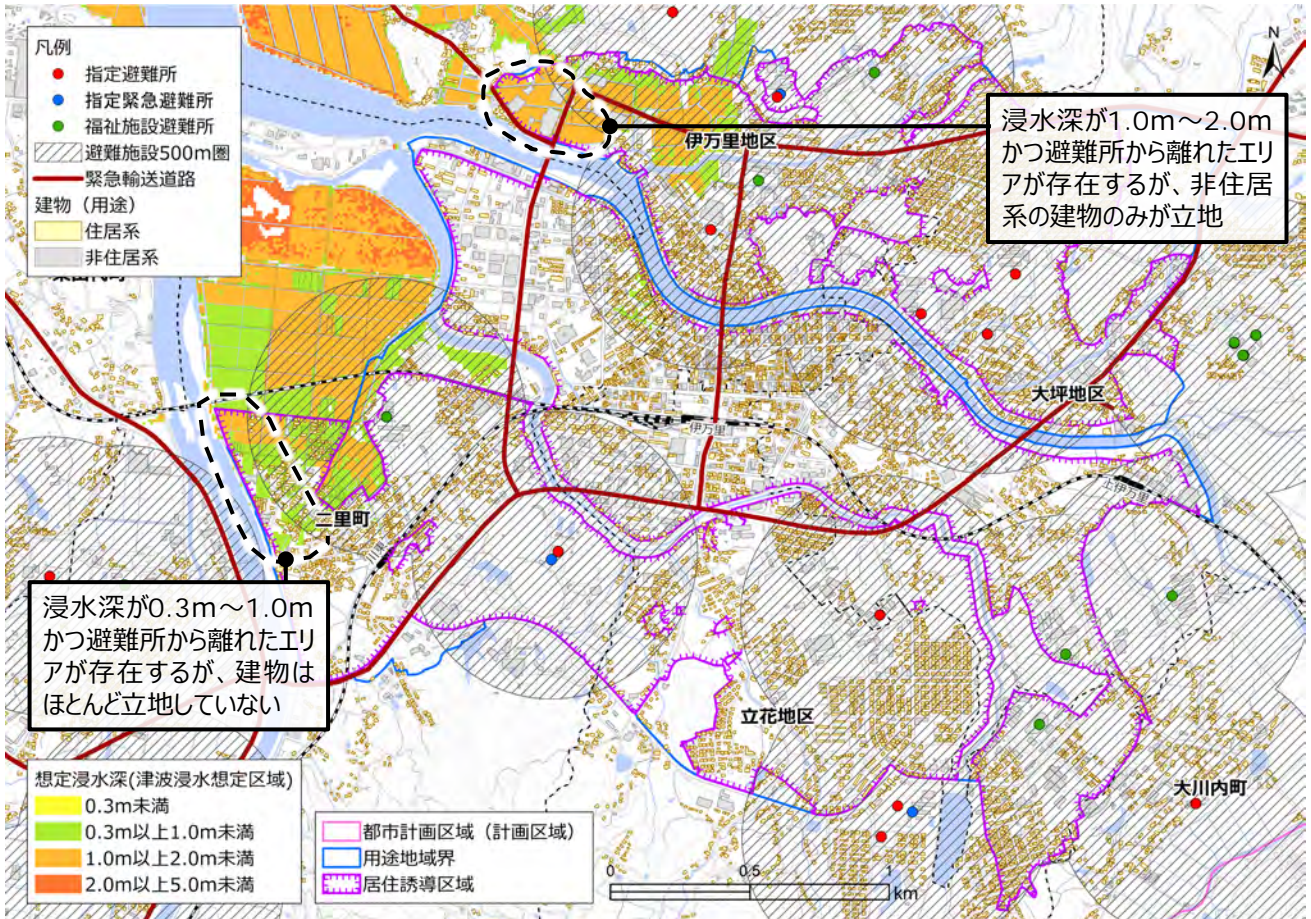 凡例
指定避難所
指定緊急避難所
福祉施設避難所
避難施設500m圏
緊急輸送道路
建物（用途）
住居系
非住居系
N
浸水深が1.0m～2.0m
かつ避難所から離れたエリ
アが存在するが、非住居
系の建物のみが立地
伊万里地区
大坪地区
伊万里
上伊万里
二里町
浸水深が0.3m～1.0m
かつ避難所から離れたエリ
アが存在するが、建物は
ほとんど立地していない
立花地区
大川内町
想定浸水深(津波浸水想定区域)
0.3m未満
0.3m以上1.0m未満
1.0m以上2.0m未満
2.0m以上5.0m未満
都市計画区域（計画区域）
用途地域界
居住誘導区域
0 0.5 1
km